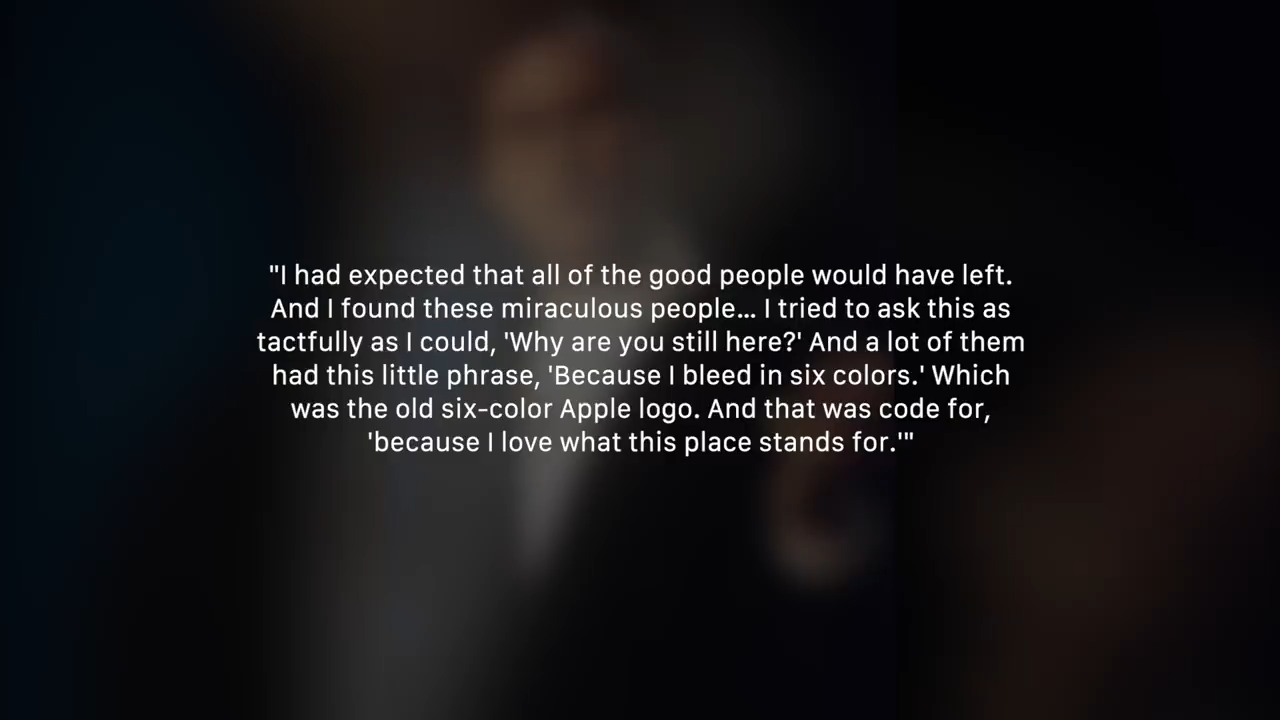 "I had expected that all of the good people would have left.
And I found these miraculous people... I tried to ask this as
tactfully as I could, 'Why are you still here?' And a lot of them
had this little phrase, 'Because I bleed in six colors.' Which
was the old six-color Apple logo. And that was code for,
'because I love what this place stands for.'"